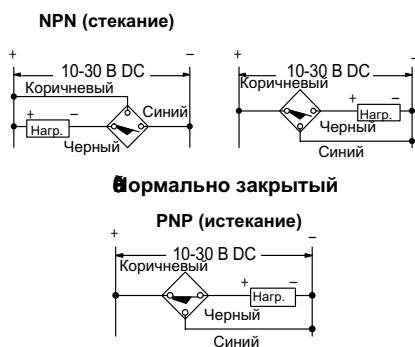 NPN (стекание)
+ −
10-30 В DC
Коричневый
Синий
+ −
Нагр.
Черный
+ −
10-30 В DC
Коричневый
+ −
Нагр.
Черный
Синий
Нормально закрытый
PNP (истекание)
+ −
10-30 В DC
Коричневый
+ −
Нагр.
Черный
Синий